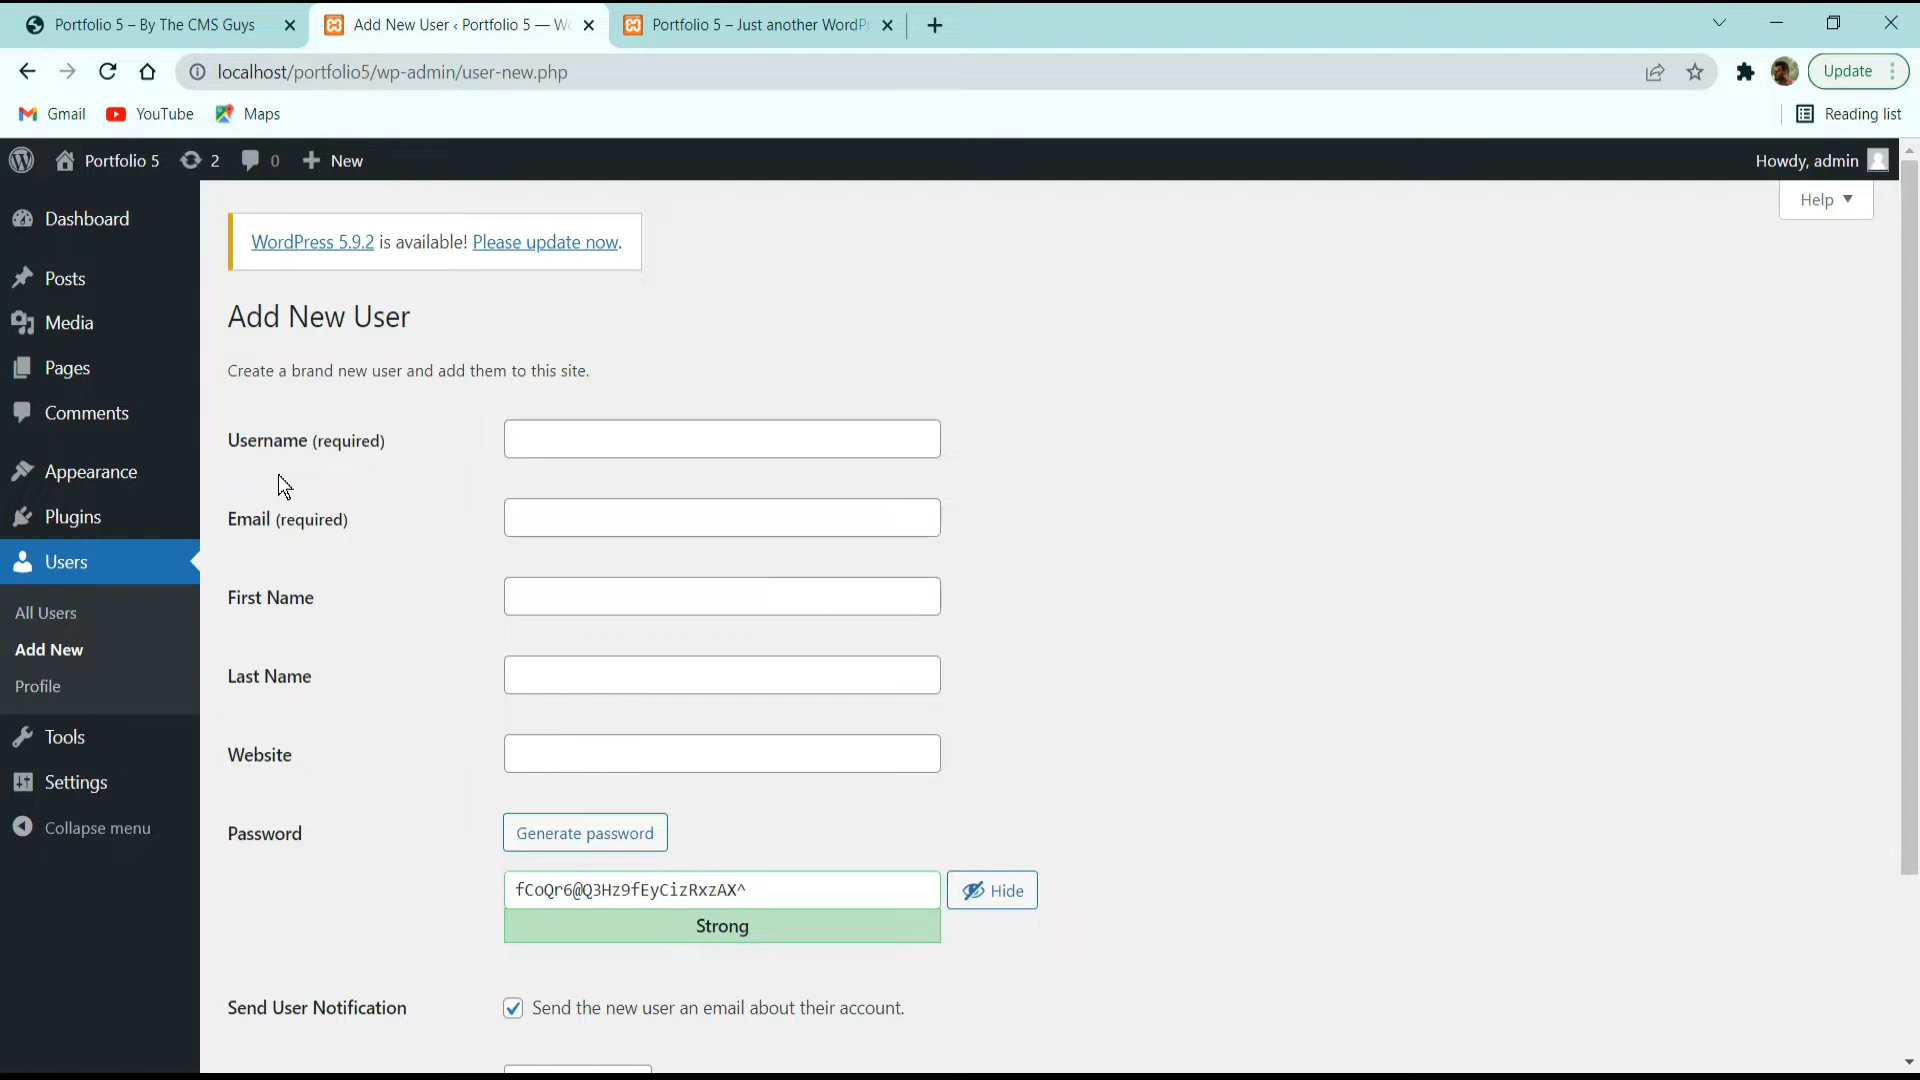 Portfolio 5 – By The CMS Guys
Add New User ‹ Portfolio 5 — W
Portfolio 5 – Just another WordP
localhost/portfolio5/wp-admin/user-new.php
Update
Gmail
YouTube
Maps
Reading list
Portfolio 5
2
0
New
Howdy, admin
Help
Dashboard
Posts
Media
Pages
Comments
Appearance
Plugins
Users
All Users
Add New
Profile
Tools
Settings
Collapse menu
WordPress 5.9.2 is available! Please update now.
Add New User
Create a brand new user and add them to this site.
Username (required)
Email (required)
First Name
Last Name
Website
Password
Generate password
fCoQr6@Q3Hz9fEyCizRxzAX^
Hide
Strong
Send User Notification
Send the new user an email about their account.